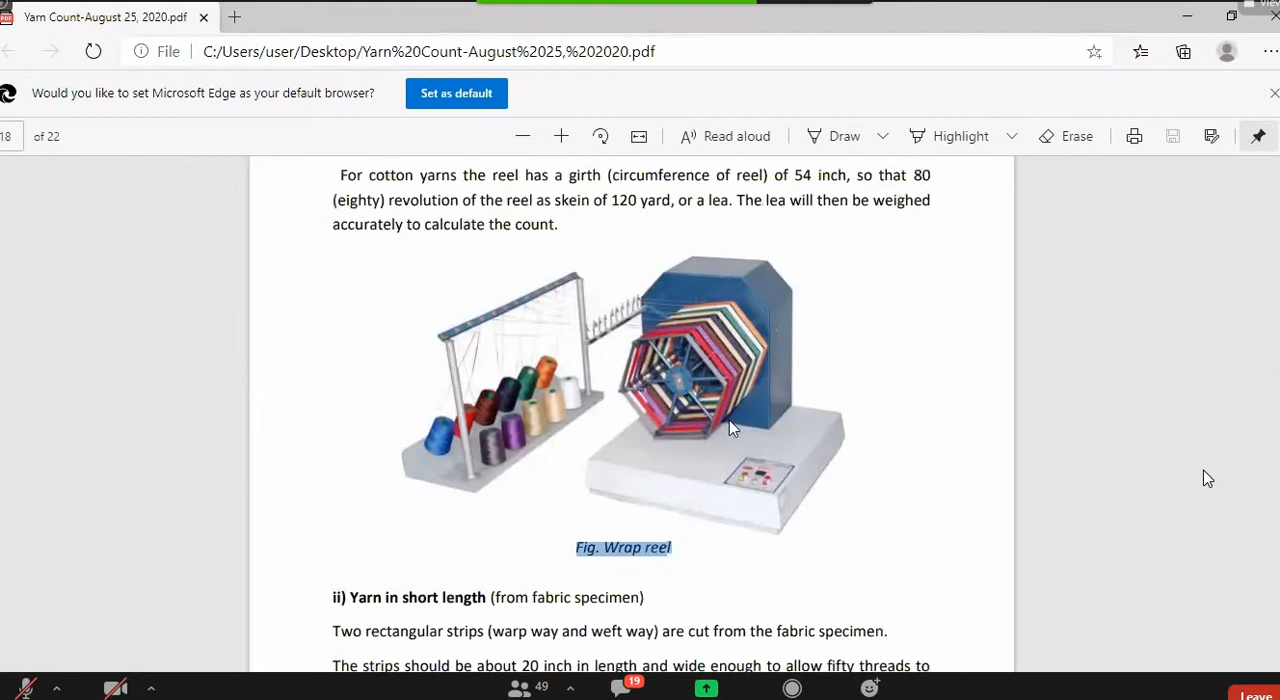 Yarn Count-August 25, 2020.pdf
File C:/Users/user/Desktop/Yarn%20Count-August%2025,%202020.pdf
Would you like to set Microsoft Edge as your default browser? Set as default
18 of 22 Read aloud Draw Highlight Erase
For cotton yarns the reel has a girth (circumference of reel) of 54 inch, so that 80
(eighty) revolution of the reel as skein of 120 yard, or a lea. The lea will then be weighed
accurately to calculate the count.
Fig. Wrap reel
ii) Yarn in short length (from fabric specimen)
Two rectangular strips (warp way and weft way) are cut from the fabric specimen.
The strips should be about 20 inch in length and wide enough to allow fifty threads to
49 19 Leave